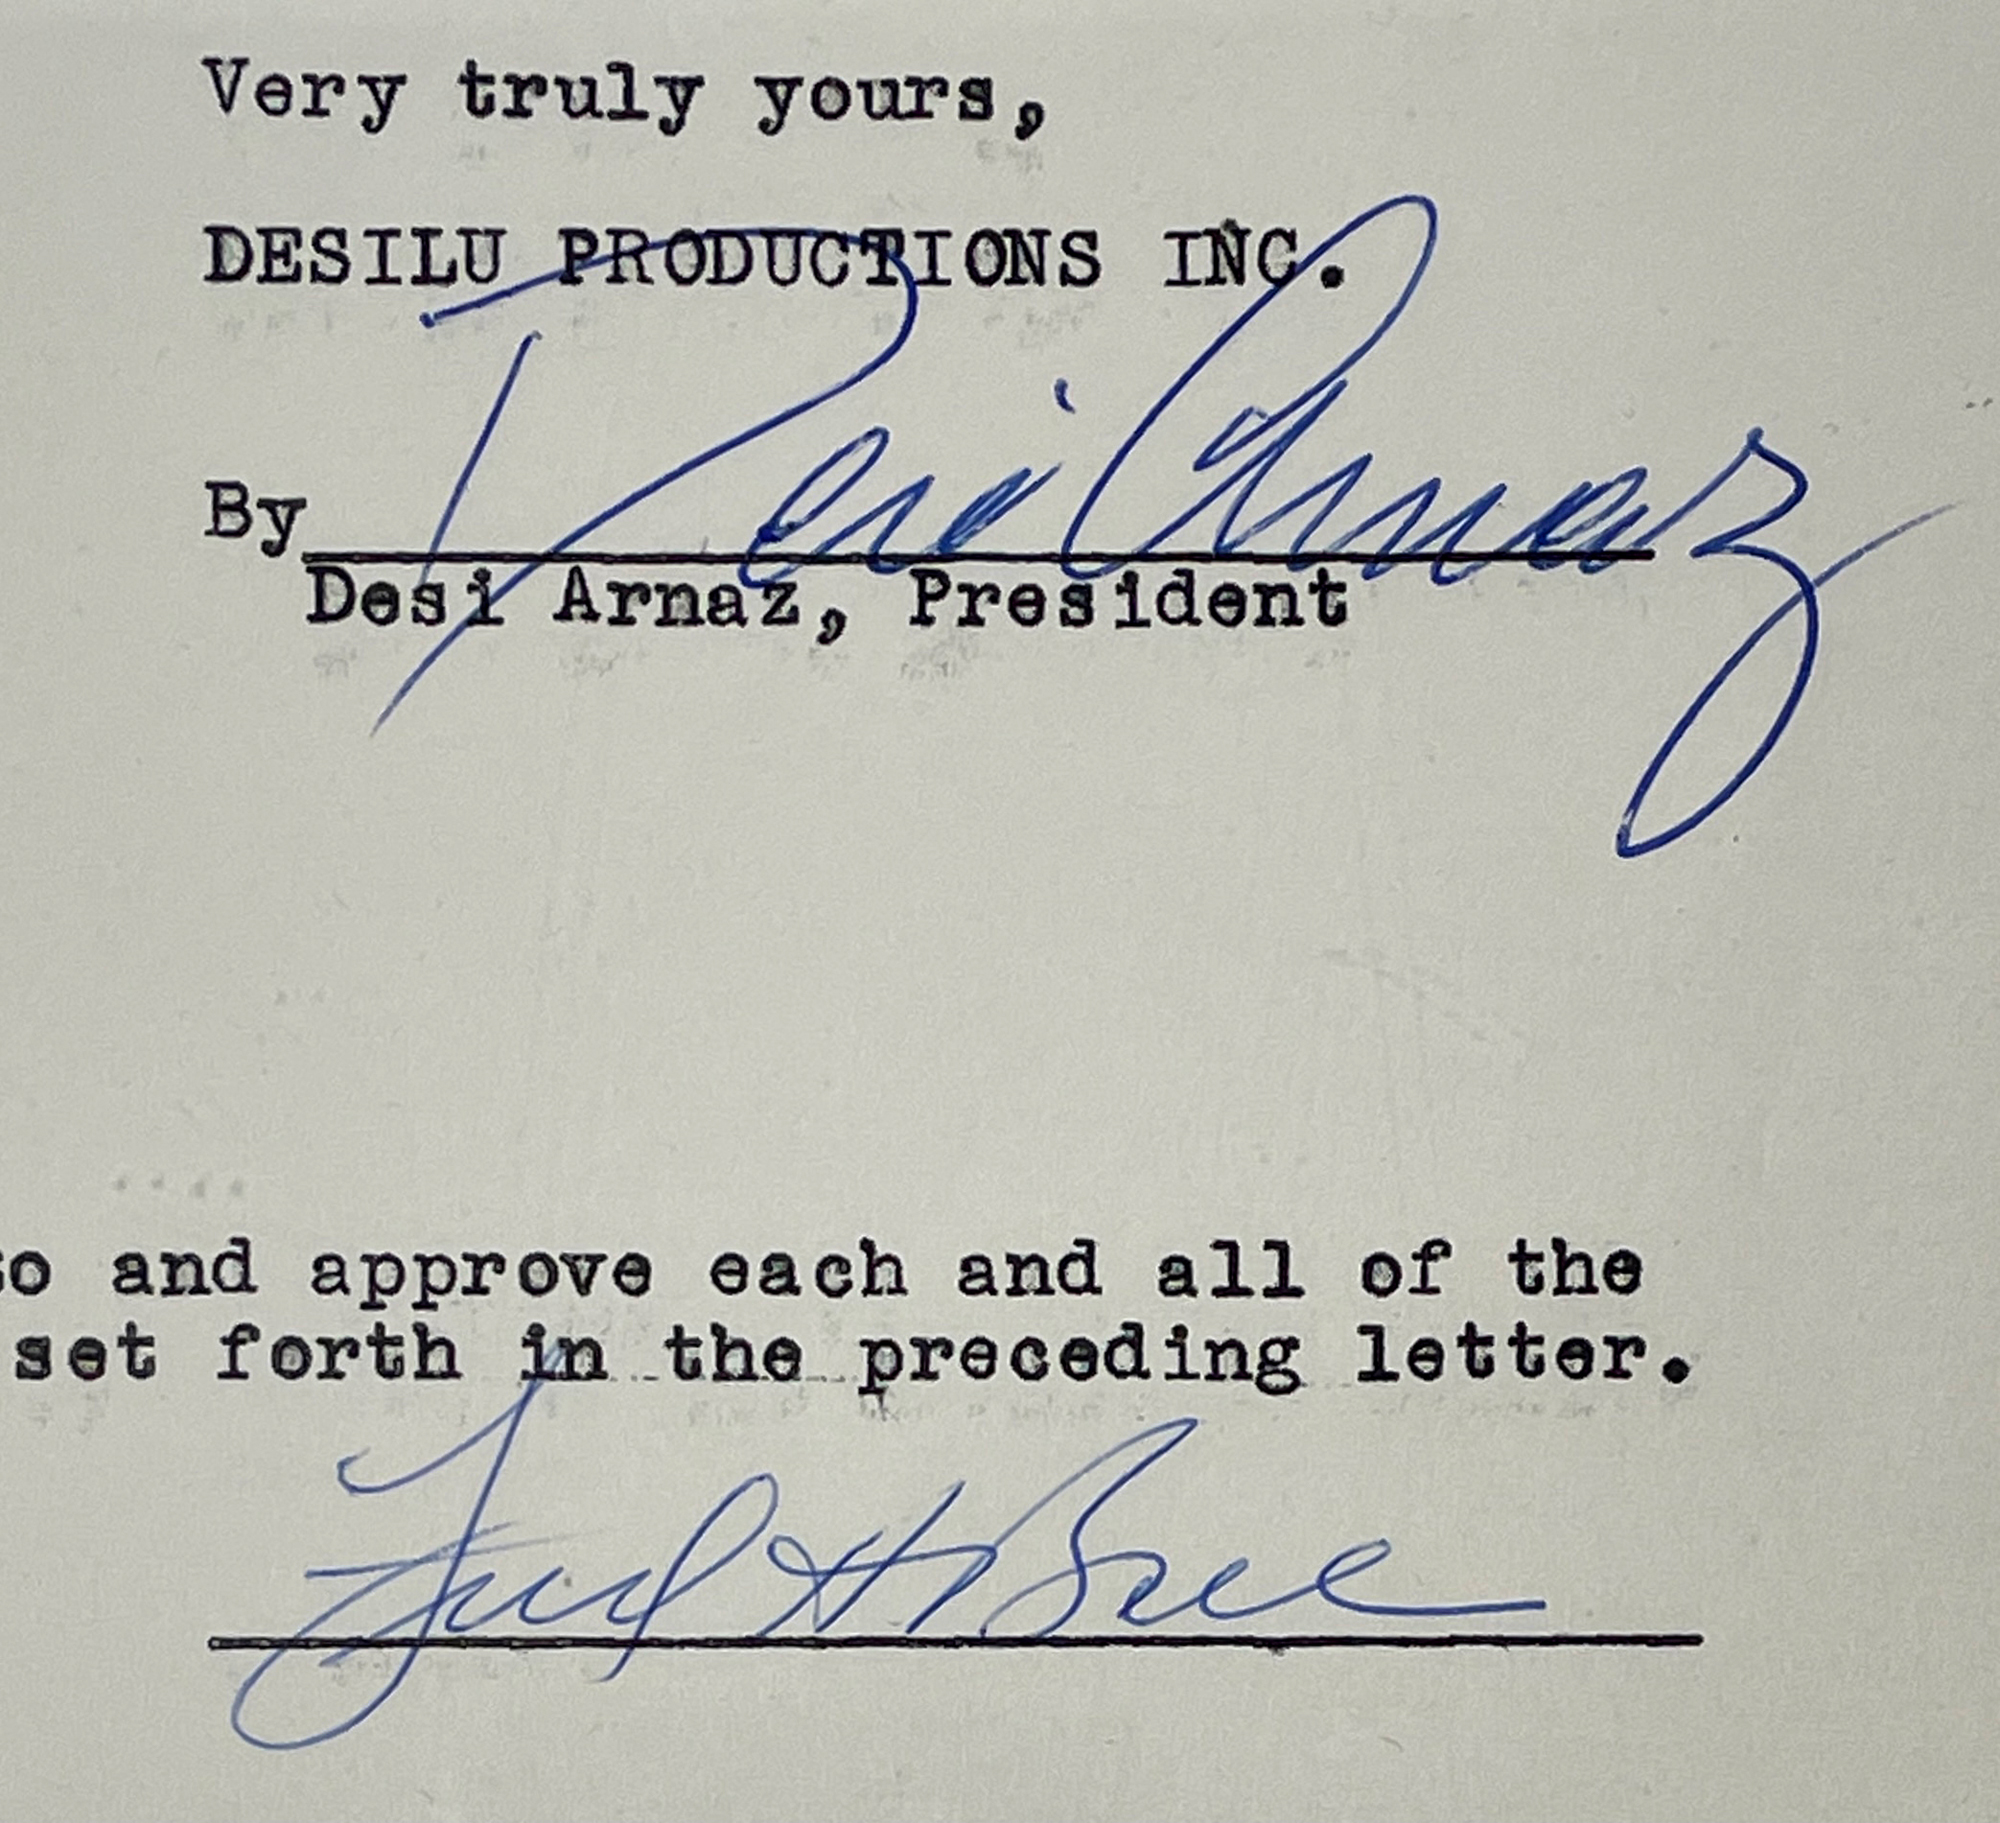 Very truly yours,
DESILU PRODUCTIONS INC.
By Desi Arnaz
Desi Arnaz, President
so and approve each and all of the
set forth in the preceding letter.